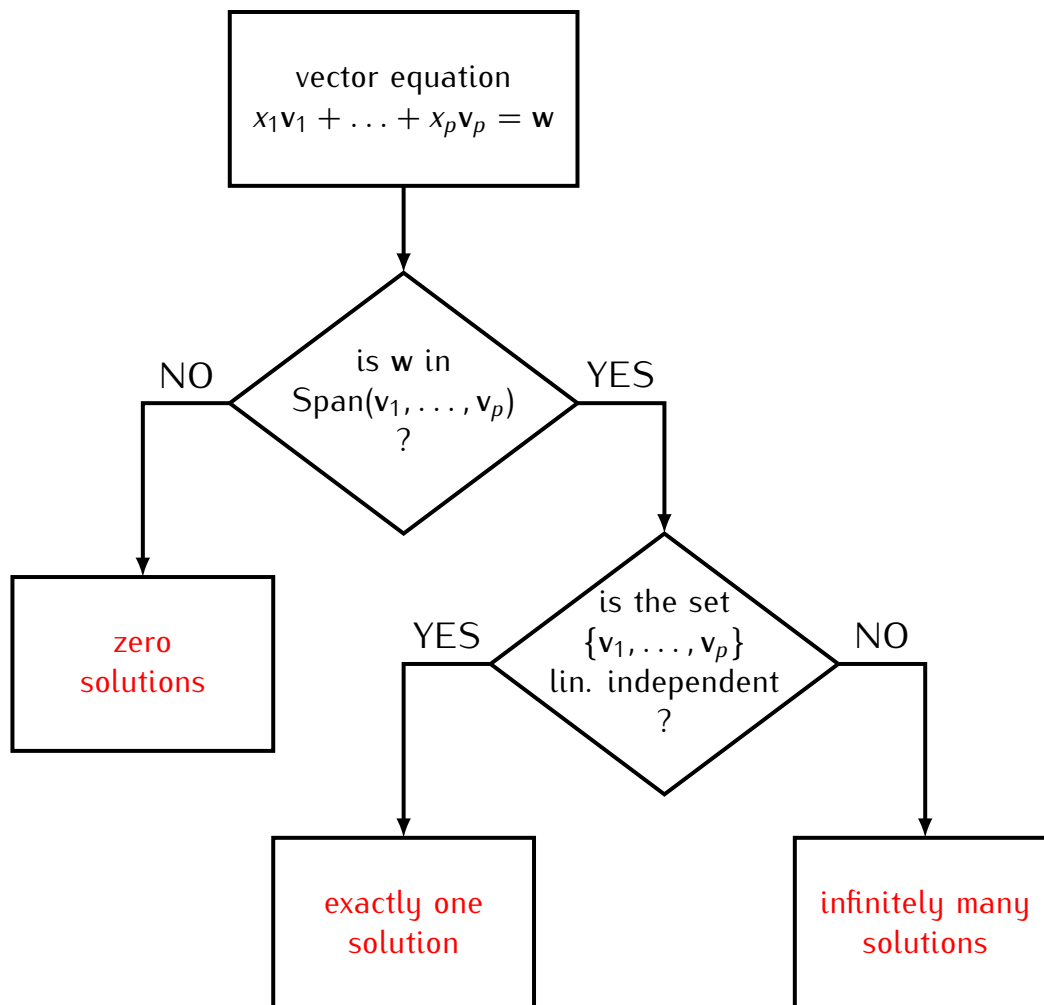 vector equation
x₁v₁ + . . . + xₚvₚ = w
NO
is w in
Span(v₁, . . . , vₚ)
?
YES
zero
solutions
YES
is the set
{v₁, . . . , vₚ}
lin. independent
?
NO
exactly one
solution
infinitely many
solutions